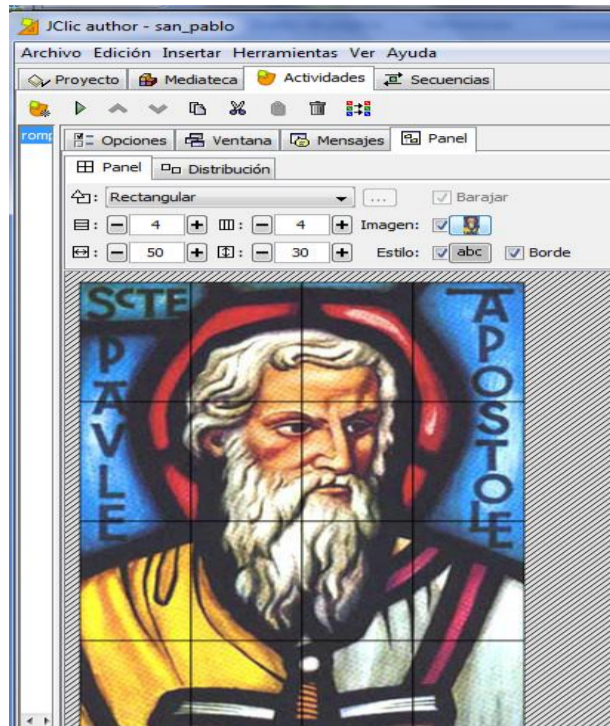 JClic author - san_pablo
Archivo Edición Insertar Herramientas Ver Ayuda
Proyecto Mediateca Actividades Secuencias
romp
Opciones Ventana Mensajes Panel
Panel Distribución
: Rectangular ... Barajar
: 4 : 4 Imagen:
: 50 : 30 Estilo: abc Borde
SCTE
PAVLE
APOSTOLE